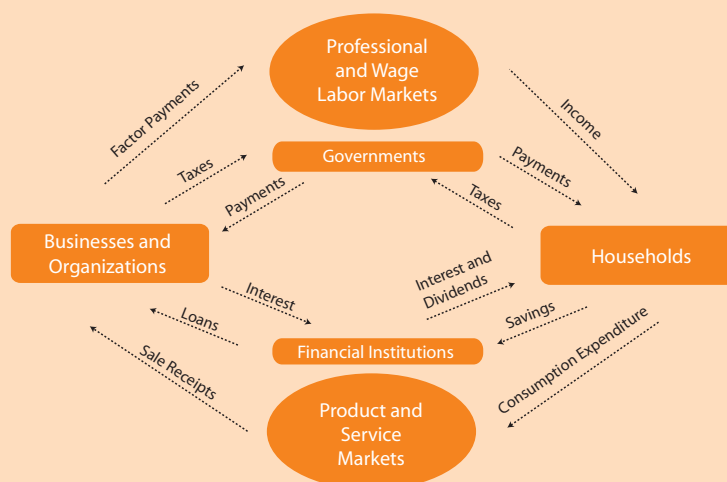 Professional
and Wage
Labor Markets
Factor Payments
Income
Governments
Taxes
Payments
Payments
Taxes
Businesses and
Organizations
Households
Interest and
Dividends
Interest
Loans
Savings
Financial Institutions
Sale Receipts
Consumption Expenditure
Product and
Service
Markets